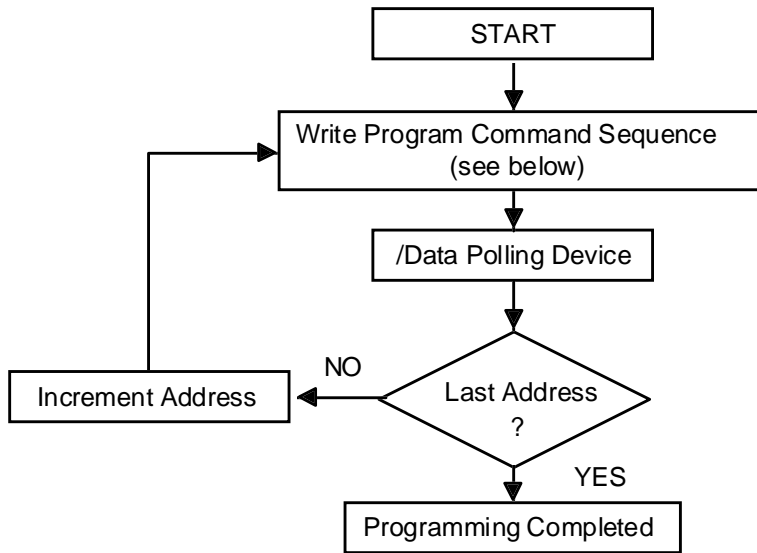 START
Write Program Command Sequence
(see below)
/Data Polling Device
NO
Increment Address
Last Address
?
YES
Programming Completed